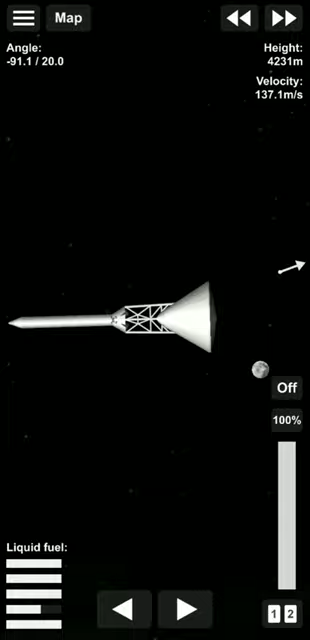 Map
Angle:
-91.1 / 20.0
Height:
4231m
Velocity:
137.1m/s
Off
100%
Liquid fuel:
1 2